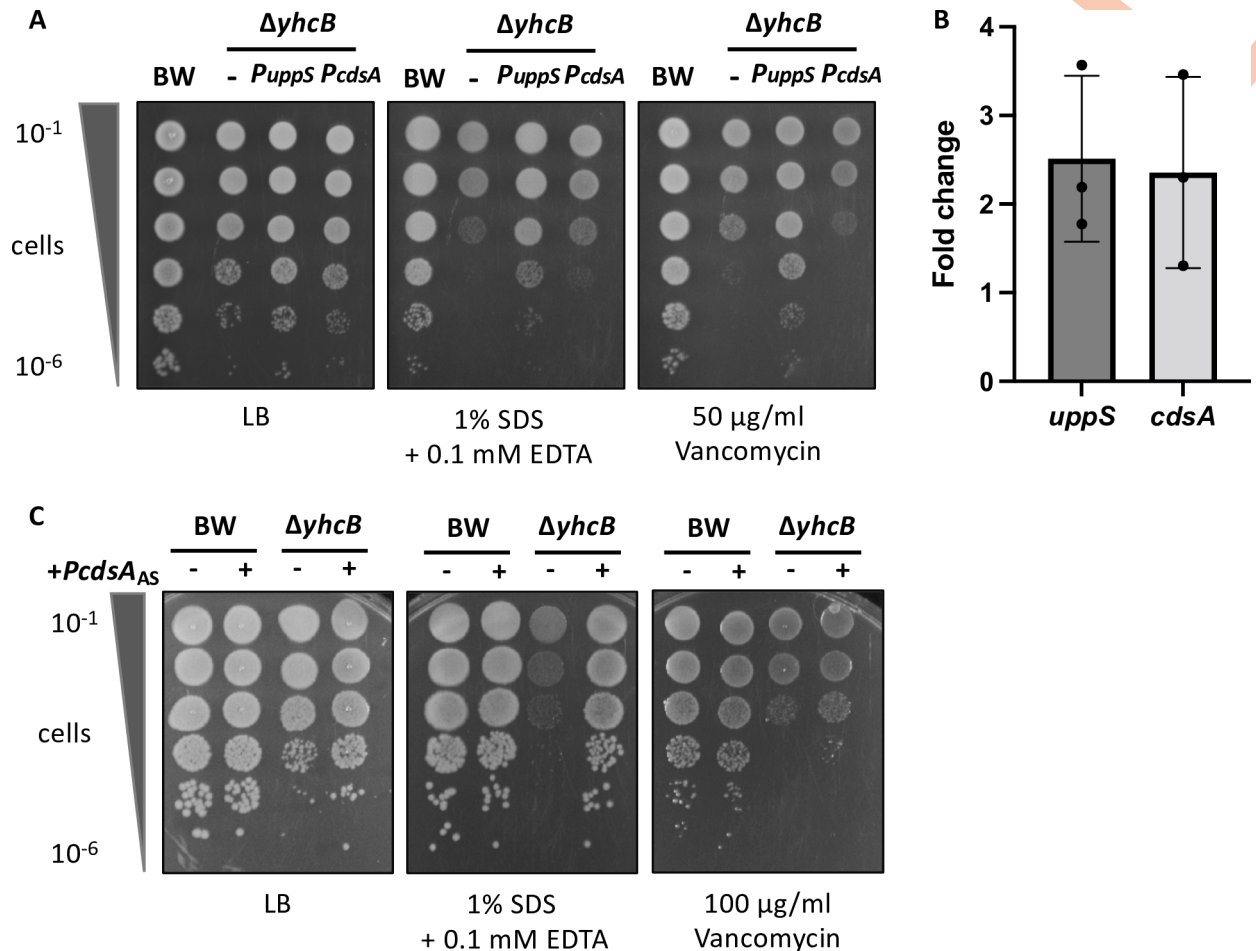 A
ΔyhcB
ΔyhcB
ΔyhcB
BW - PuppS PcdsA
BW - PuppS PcdsA
BW - PuppS PcdsA
10-1
cells
10-6
LB
1% SDS
+ 0.1 mM EDTA
50 µg/ml
Vancomycin
B
Fold change
4
3
2
1
0
uppS cdsA
C
BW ΔyhcB
BW ΔyhcB
BW ΔyhcB
+PcdsAAS - + - +
- + - +
- + - +
10-1
cells
10-6
LB
1% SDS
+ 0.1 mM EDTA
100 µg/ml
Vancomycin